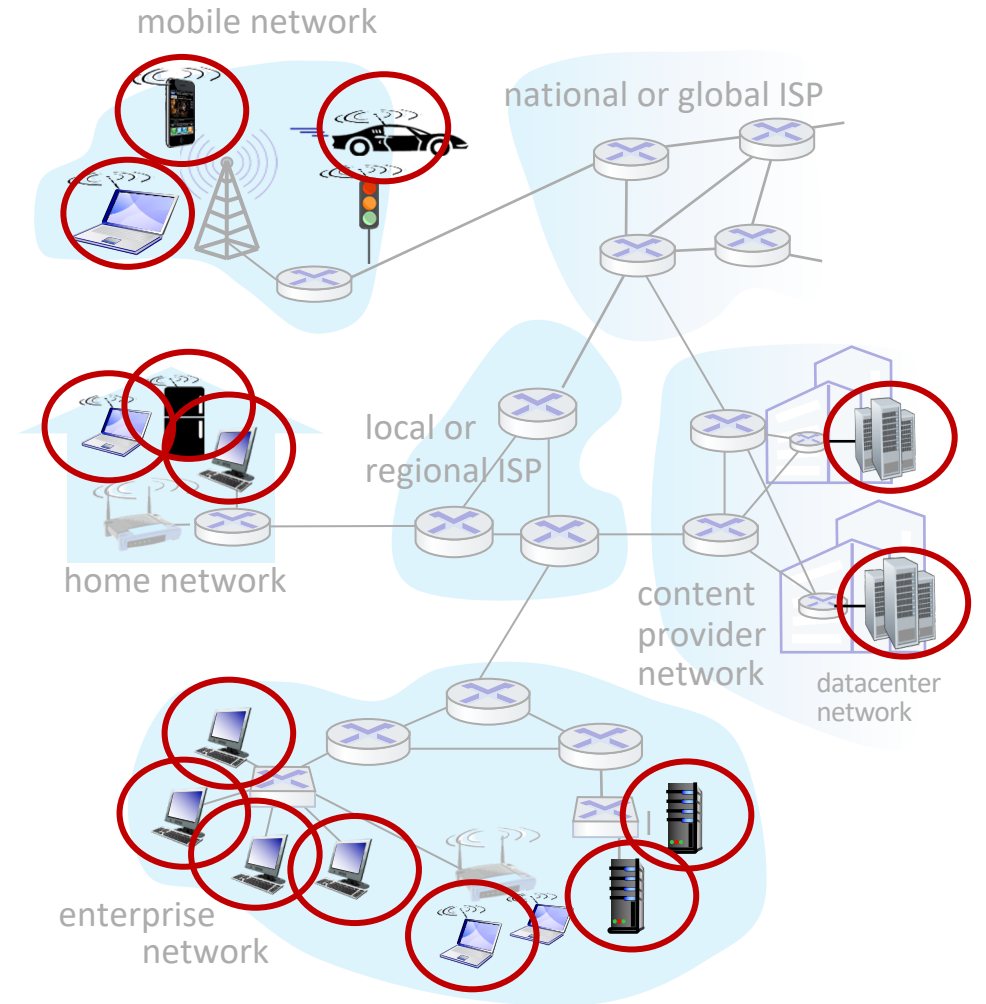 mobile network
national or global ISP
local or
regional ISP
home network
content
provider
network
datacenter
network
enterprise
network